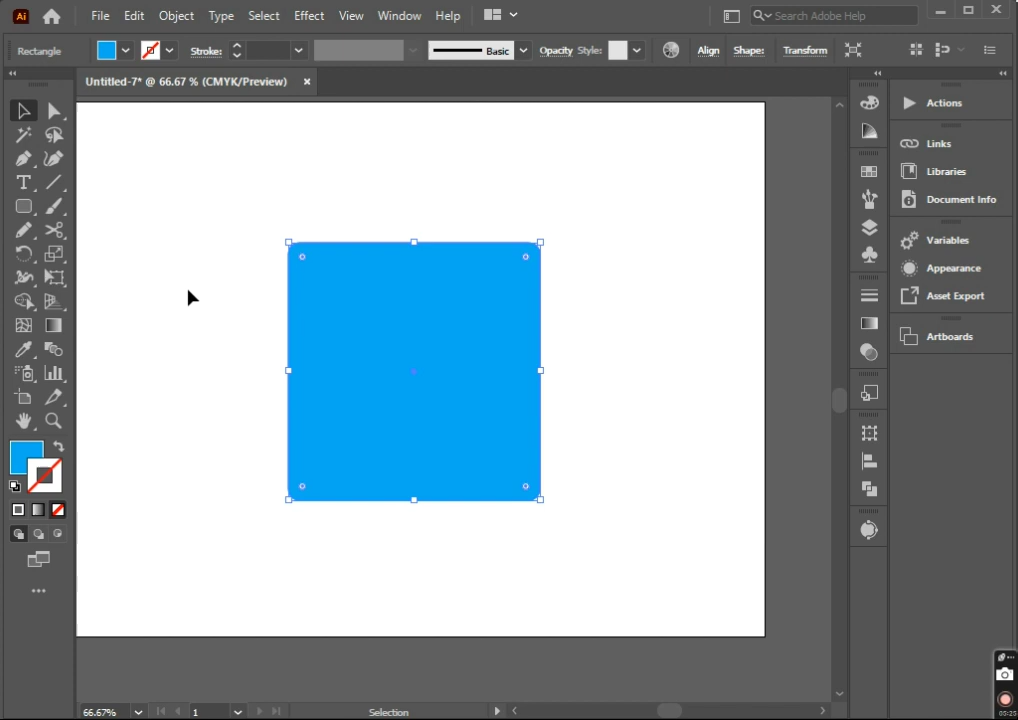 Ai File Edit Object Type Select Effect View Window Help Search Adobe Help
Rectangle Stroke: Basic Opacity Style: Align Shape: Transform
Untitled-7* @ 66.67 % (CMYK/Preview) ×
Actions
Links
Libraries
Document Info
Variables
Appearance
Asset Export
Artboards
66.67% 1 Selection
05:25